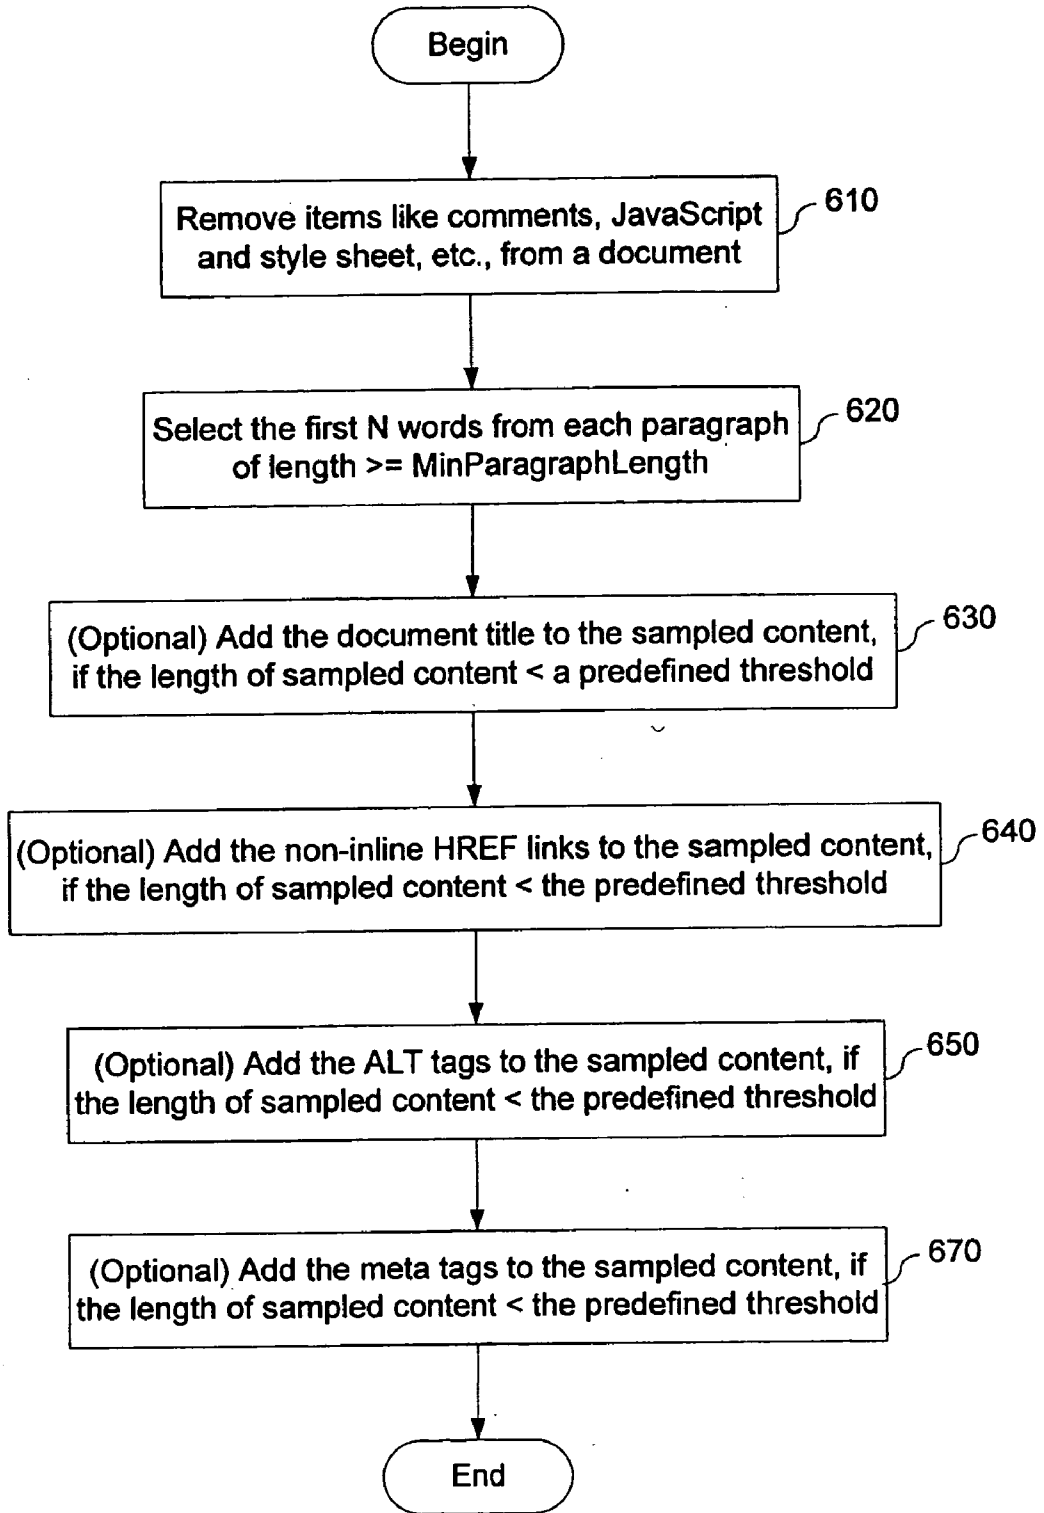 Begin
Remove items like comments, JavaScript
and style sheet, etc., from a document
610
Select the first N words from each paragraph
of length >= MinParagraphLength
620
(Optional) Add the document title to the sampled content,
if the length of sampled content < a predefined threshold
630
(Optional) Add the non-inline HREF links to the sampled content,
if the length of sampled content < the predefined threshold
640
(Optional) Add the ALT tags to the sampled content, if
the length of sampled content < the predefined threshold
650
(Optional) Add the meta tags to the sampled content, if
the length of sampled content < the predefined threshold
670
End